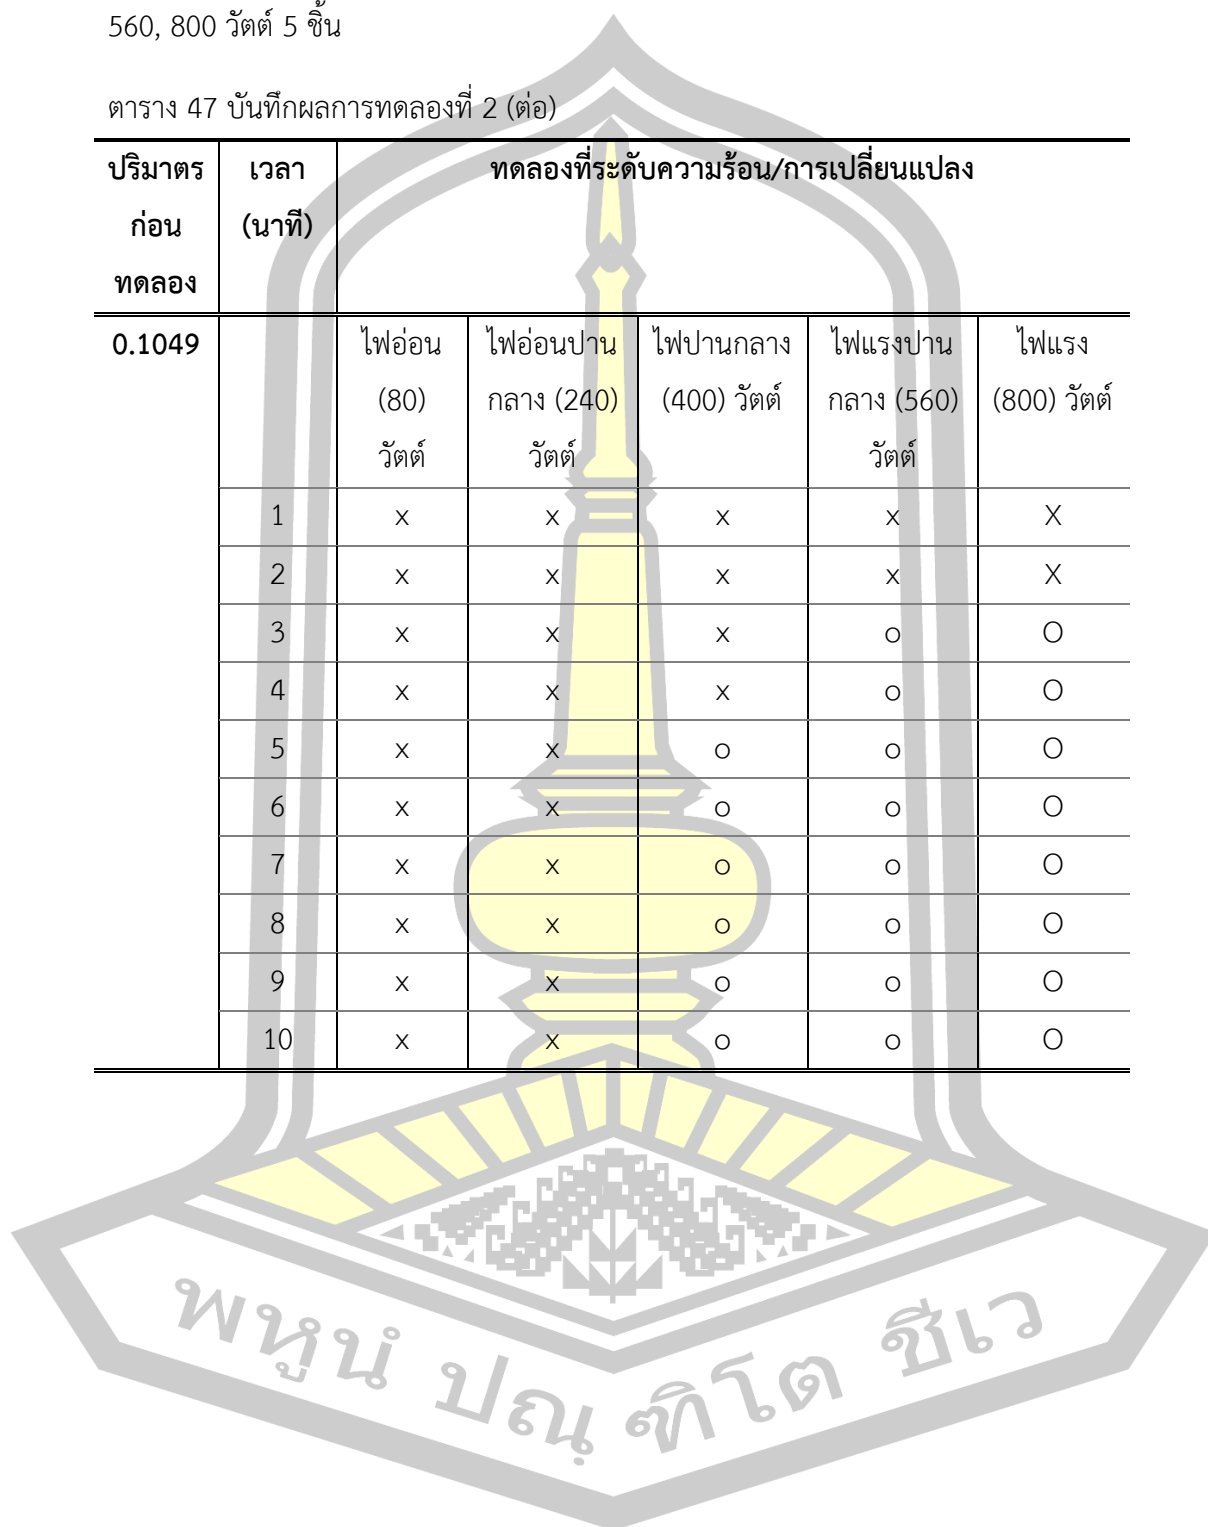 560, 800 วัตต์ 5 ชิ้น
ตาราง 47 บันทึกผลการทดลองที่ 2 (ต่อ)
ปริมาตร เวลา ทดลองที่ระดับความร้อน/การเปลี่ยนแปลง
ก่อน (นาที)
ทดลอง
0.1049 ไฟอ่อน ไฟอ่อนปาน ไฟปานกลาง ไฟแรงปาน ไฟแรง
(80) กลาง (240) (400) วัตต์ กลาง (560) (800) วัตต์
วัตต์ วัตต์ วัตต์
1 x x x x X
2 x x x x X
3 x x x o O
4 x x x o O
5 x x o o O
6 x x o o O
7 x x o o O
8 x x o o O
9 x x o o O
10 x x o o O
พหูนํ ปณฺฑิโต ชีเว